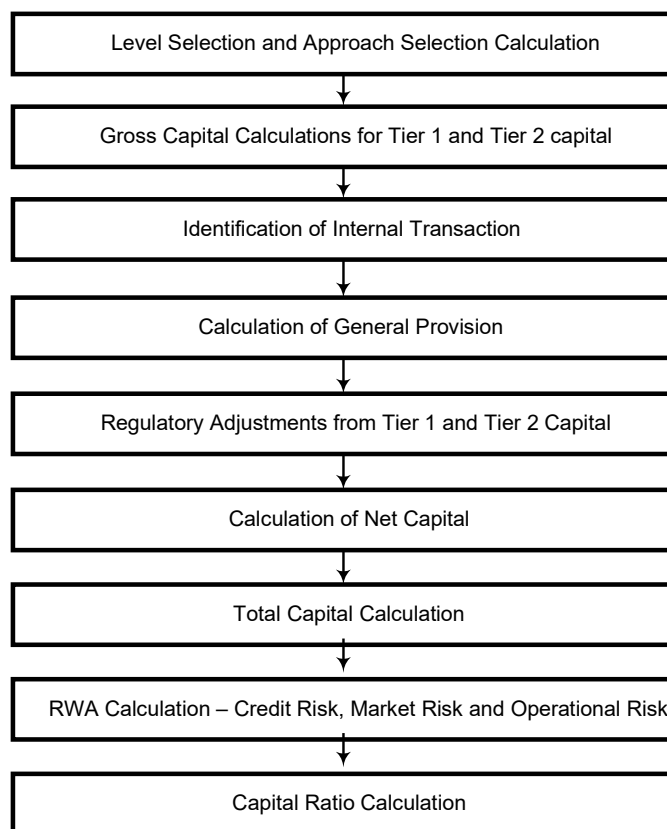 Level Selection and Approach Selection Calculation
Gross Capital Calculations for Tier 1 and Tier 2 capital
Identification of Internal Transaction
Calculation of General Provision
Regulatory Adjustments from Tier 1 and Tier 2 Capital
Calculation of Net Capital
Total Capital Calculation
RWA Calculation – Credit Risk, Market Risk and Operational Risk
Capital Ratio Calculation